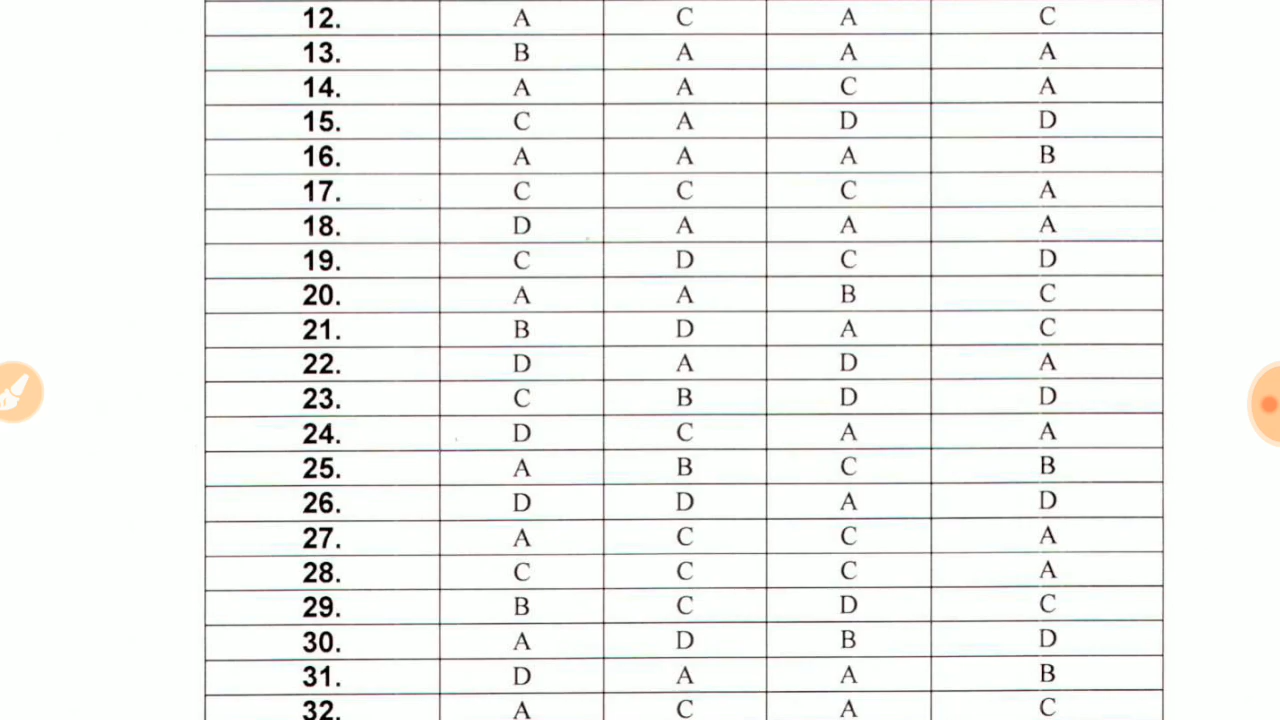 12. A C A C
13. B A A A
14. A A C A
15. C A D D
16. A A A B
17. C C C A
18. D A A A
19. C D C D
20. A A B C
21. B D A C
22. D A D A
23. C B D D
24. D C A A
25. A B C B
26. D D A D
27. A C C A
28. C C C A
29. B C D C
30. A D B D
31. D A A B
32. A C A C